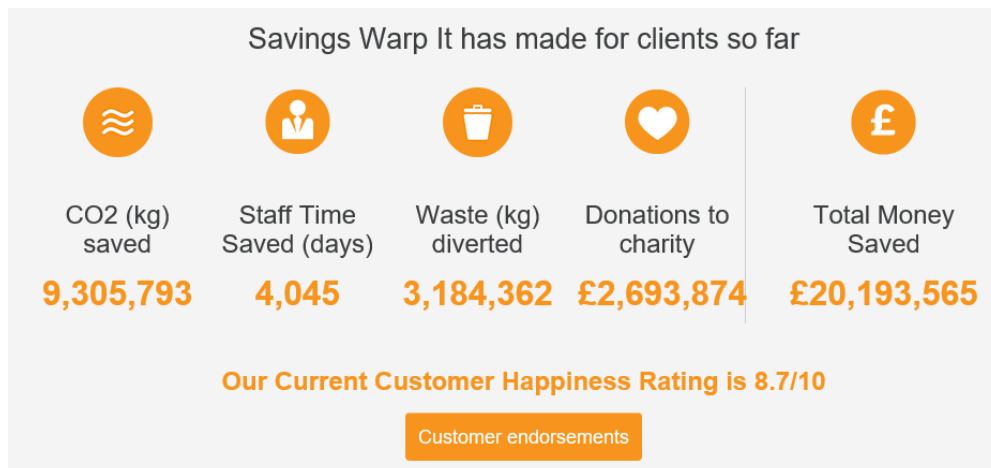 Savings Warp It has made for clients so far
£
CO2 (kg)
saved
9,305,793
Staff Time
Saved (days)
4,045
Waste (kg)
diverted
3,184,362
Donations to
charity
£2,693,874
Total Money
Saved
£20,193,565
Our Current Customer Happiness Rating is 8.7/10
Customer endorsements